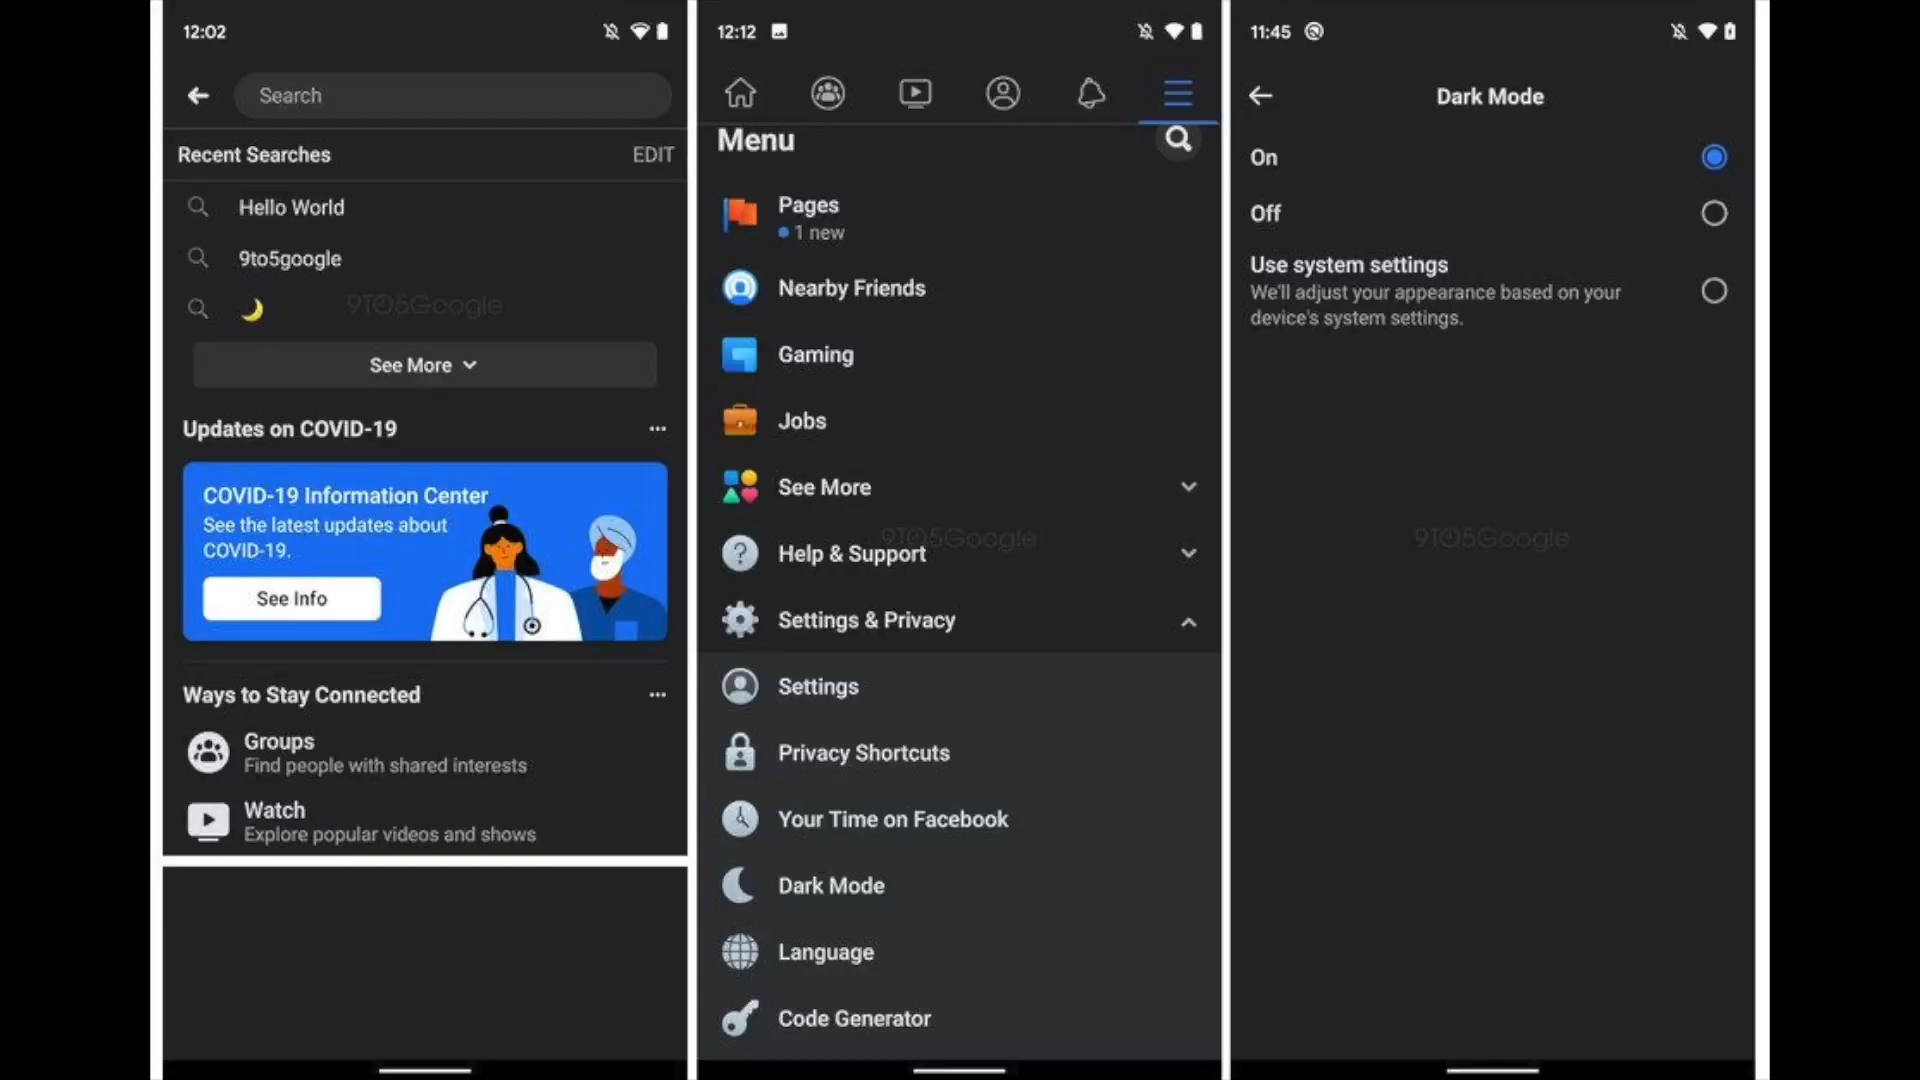 12:02
Search
Recent Searches EDIT
Hello World
9to5google
9TO5Google
See More
Updates on COVID-19
COVID-19 Information Center
See the latest updates about
COVID-19.
See Info
Ways to Stay Connected
Groups
Find people with shared interests
Watch
Explore popular videos and shows
12:12
Menu
Pages
1 new
Nearby Friends
Gaming
Jobs
See More
9TO5Google
Help & Support
Settings & Privacy
Settings
Privacy Shortcuts
Your Time on Facebook
Dark Mode
Language
Code Generator
11:45
Dark Mode
On
Off
Use system settings
We'll adjust your appearance based on your
device's system settings.
9TO5Google